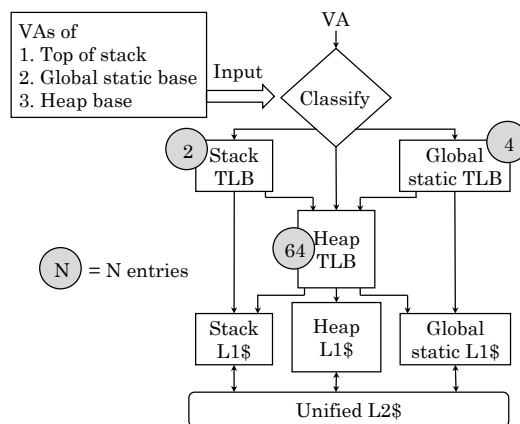 VAs of
1. Top of stack
2. Global static base
3. Heap base
Input
VA
Classify
2
Stack
TLB
4
Global
static TLB
64
Heap
TLB
N = N entries
Stack
L1$
Heap
L1$
Global
static L1$
Unified L2$